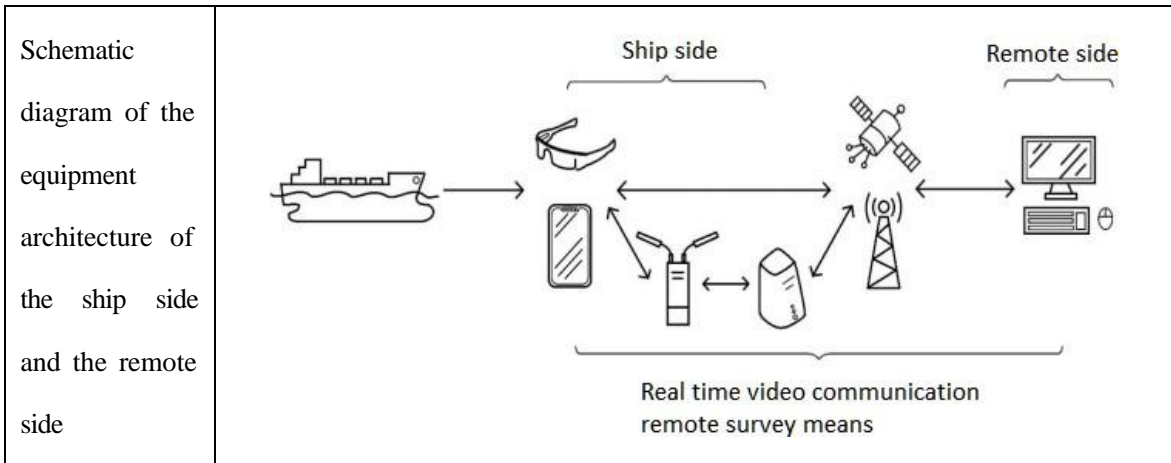 Schematic
diagram of the
equipment
architecture of
the ship side
and the remote
side
Ship side
Remote side
Real time video communication
remote survey means